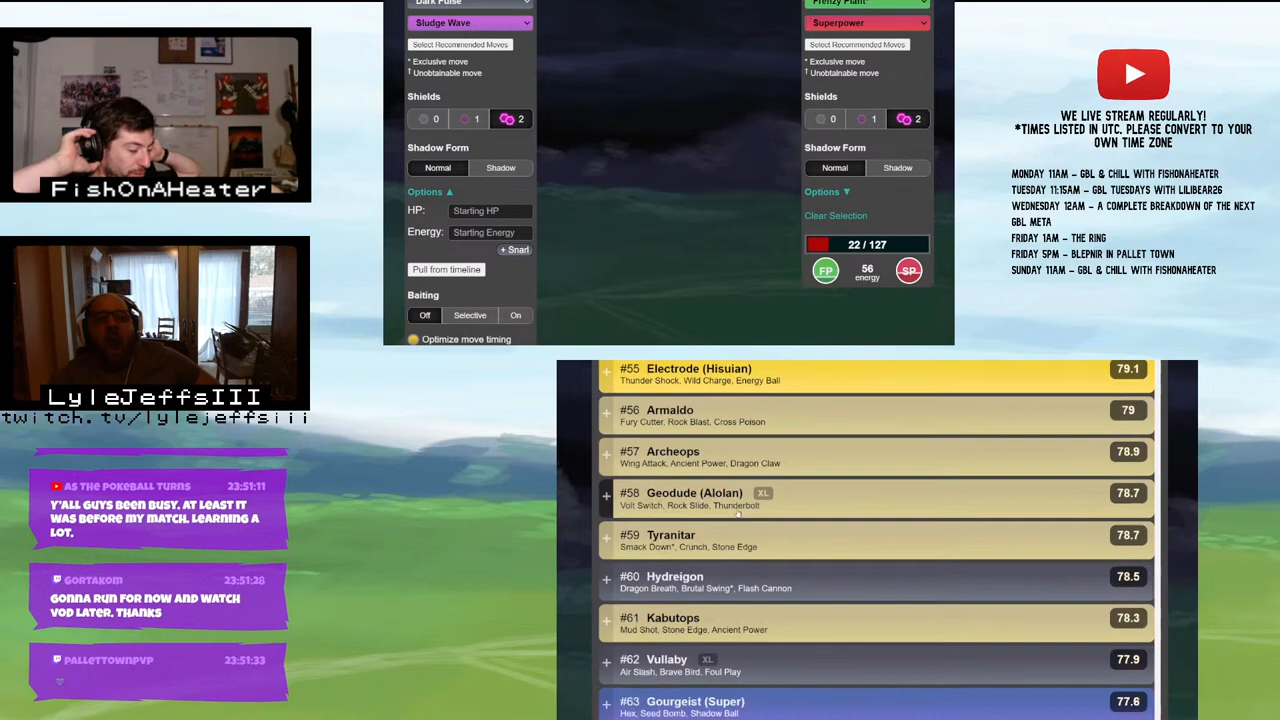 FishOnAHeater
LyleJeffsIII
twitch.tv/lylejeffsiii
AS THE POKEBALL TURNS 23:51:11
Y'ALL GUYS BEEN BUSY. AT LEAST IT
WAS BEFORE MY MATCH. LEARNING A
LOT.
GORTAKOM 23:51:28
GONNA RUN FOR NOW AND WATCH
VOD LATER. THANKS
PALLETTOWNPVP 23:51:33
Dark Pulse
Sludge Wave
Select Recommended Moves
* Exclusive move
† Unobtainable move
Shields
0 1 2
Shadow Form
Normal Shadow
Options ▲
HP: Starting HP
Energy: Starting Energy
+ Snarl
Pull from timeline
Baiting
Off Selective On
Optimize move timing
Frenzy Plant*
Superpower
Select Recommended Moves
* Exclusive move
† Unobtainable move
Shields
0 1 2
Shadow Form
Normal Shadow
Options ▼
Clear Selection
22 / 127
FP 56 SP
energy
WE LIVE STREAM REGULARLY!
*TIMES LISTED IN UTC. PLEASE CONVERT TO YOUR
OWN TIME ZONE
MONDAY 11AM - GBL & CHILL WITH FISHONAHEATER
TUESDAY 11:15AM - GBL TUESDAYS WITH LILIBEAR26
WEDNESDAY 12AM - A COMPLETE BREAKDOWN OF THE NEXT
GBL META
FRIDAY 1AM - THE RING
FRIDAY 5PM - BLEPNIR IN PALLET TOWN
SUNDAY 11AM - GBL & CHILL WITH FISHONAHEATER
+ #55 Electrode (Hisuian) 79.1
Thunder Shock, Wild Charge, Energy Ball
+ #56 Armaldo 79
Fury Cutter, Rock Blast, Cross Poison
+ #57 Archeops 78.9
Wing Attack, Ancient Power, Dragon Claw
+ #58 Geodude (Alolan) XL 78.7
Volt Switch, Rock Slide, Thunderbolt
+ #59 Tyranitar 78.7
Smack Down*, Crunch, Stone Edge
+ #60 Hydreigon 78.5
Dragon Breath, Brutal Swing*, Flash Cannon
+ #61 Kabutops 78.3
Mud Shot, Stone Edge, Ancient Power
+ #62 Vullaby XL 77.9
Air Slash, Brave Bird, Foul Play
+ #63 Gourgeist (Super) 77.6
Hex, Seed Bomb, Shadow Ball